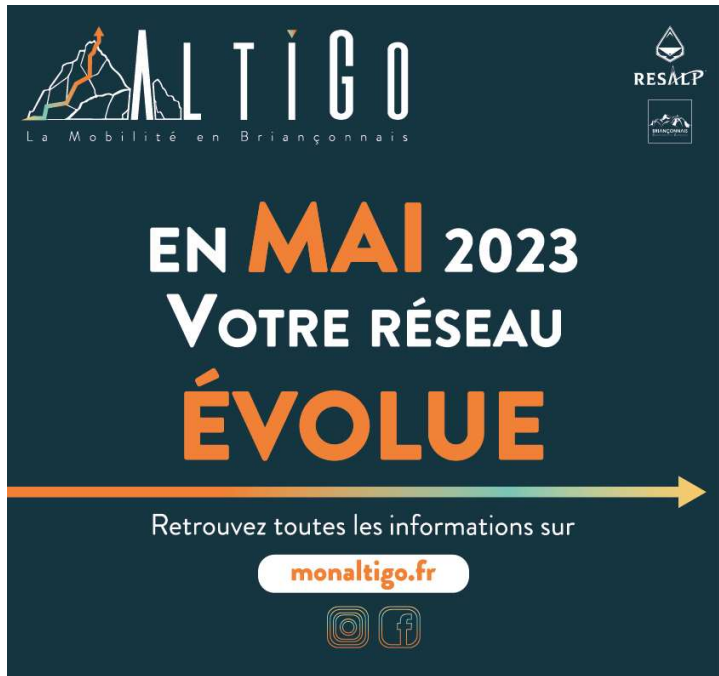 ALTIGO
La Mobilité en Briançonnais
RESALP
BRIANÇONNAIS
EN MAI 2023
VOTRE RÉSEAU
ÉVOLUE
Retrouvez toutes les informations sur
monaltigo.fr